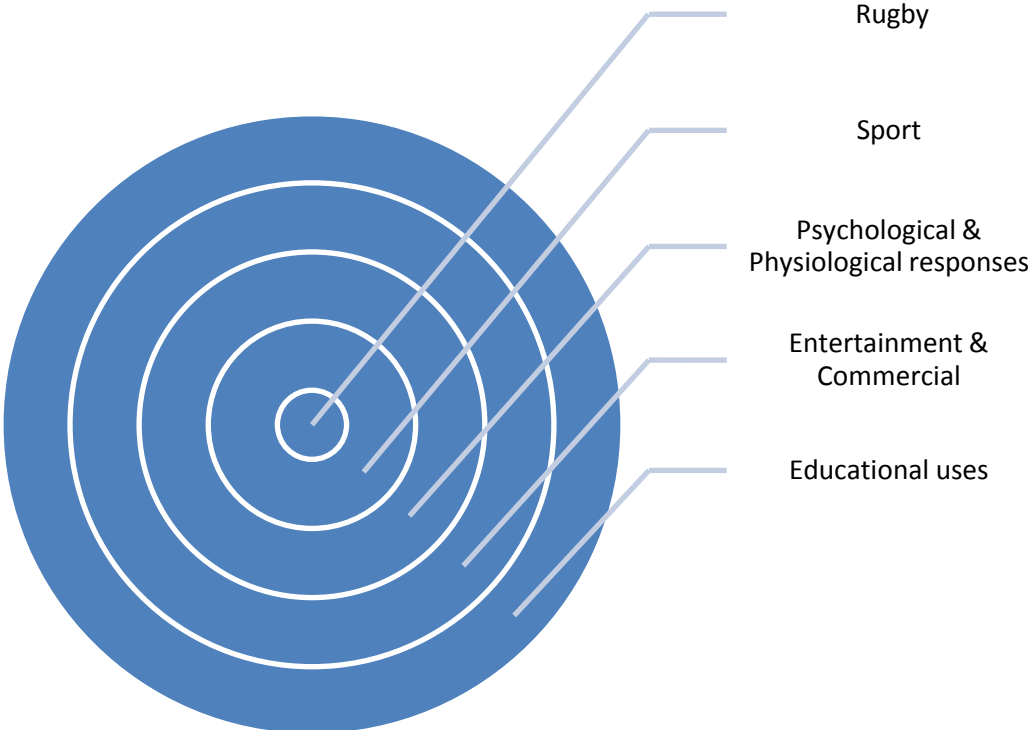 Rugby
Sport
Psychological &
Physiological responses
Entertainment &
Commercial
Educational uses